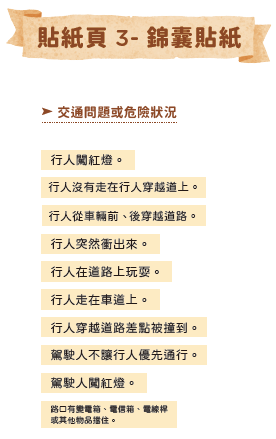 貼紙頁 3- 錦囊貼紙
➤ 交通問題或危險狀況
行人闖紅燈。
行人沒有走在行人穿越道上。
行人從車輛前、後穿越道路。
行人突然衝出來。
行人在道路上玩耍。
行人走在車道上。
行人穿越道路差點被撞到。
駕駛人不讓行人優先通行。
駕駛人闖紅燈。
路口有變電箱、電信箱、電線桿
或其他物品擋住。